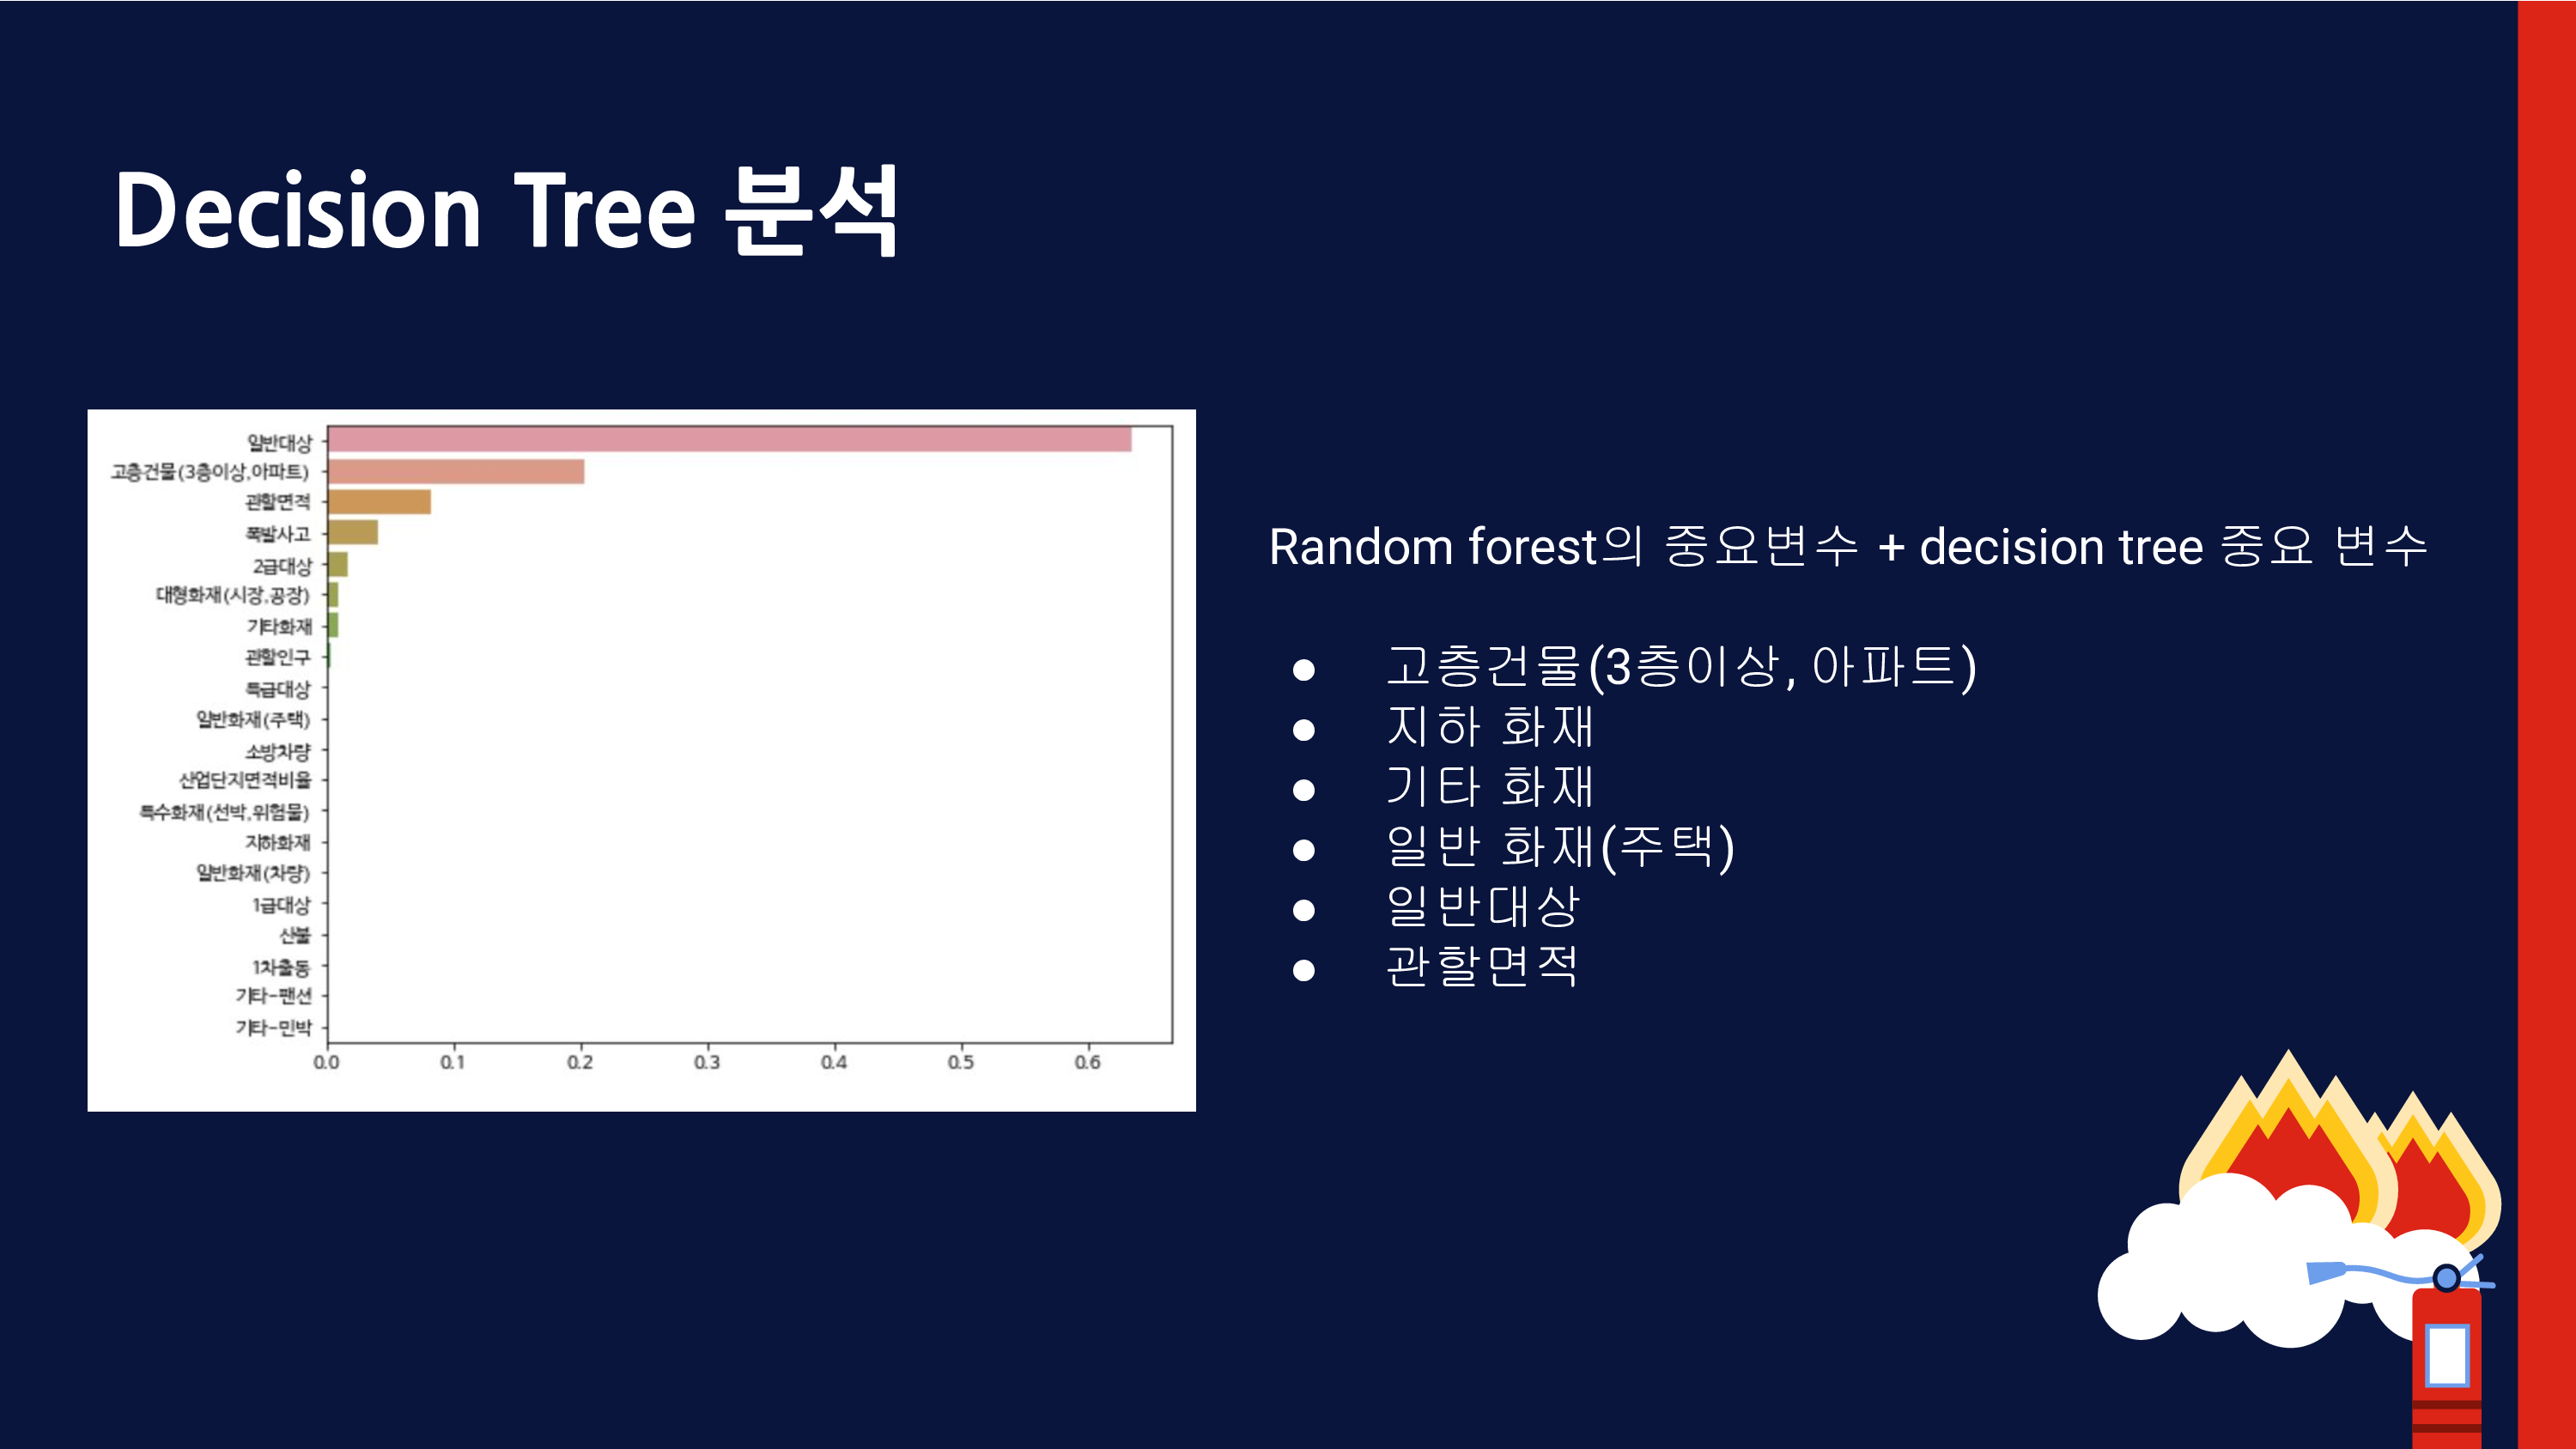 Decision Tree 분석
일반대상
고층건물(3층이상,아파트)
관할면적
폭발사고
2급대상
대형화재(시장,공장)
기타화재
관할인구
특급대상
일반화재(주택)
소방차량
산업단지면적비율
특수화재(선박,위험물)
지하화재
일반화재(차량)
1급대상
산불
1차출동
기타-팬션
기타-민박
0.0 0.1 0.2 0.3 0.4 0.5 0.6
Random forest의 중요변수 + decision tree 중요 변수
● 고층건물(3층이상, 아파트)
● 지하 화재
● 기타 화재
● 일반 화재(주택)
● 일반대상
● 관할면적